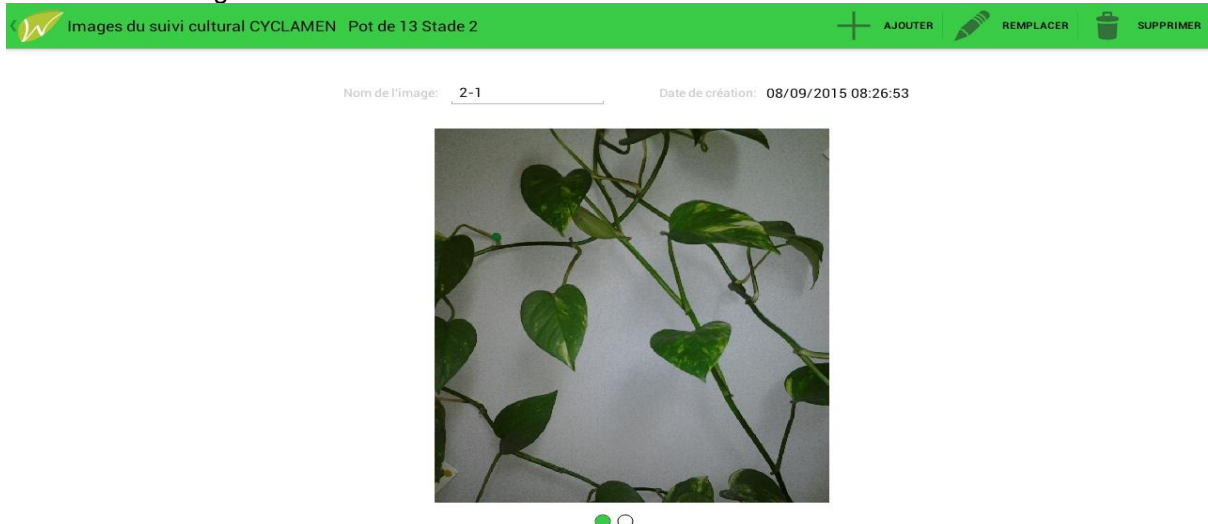 Images du suivi cultural CYCLAMEN Pot de 13 Stade 2 AJOUTER REMPLACER SUPPRIMER
Nom de l'image: 2-1 Date de création: 08/09/2015 08:26:53